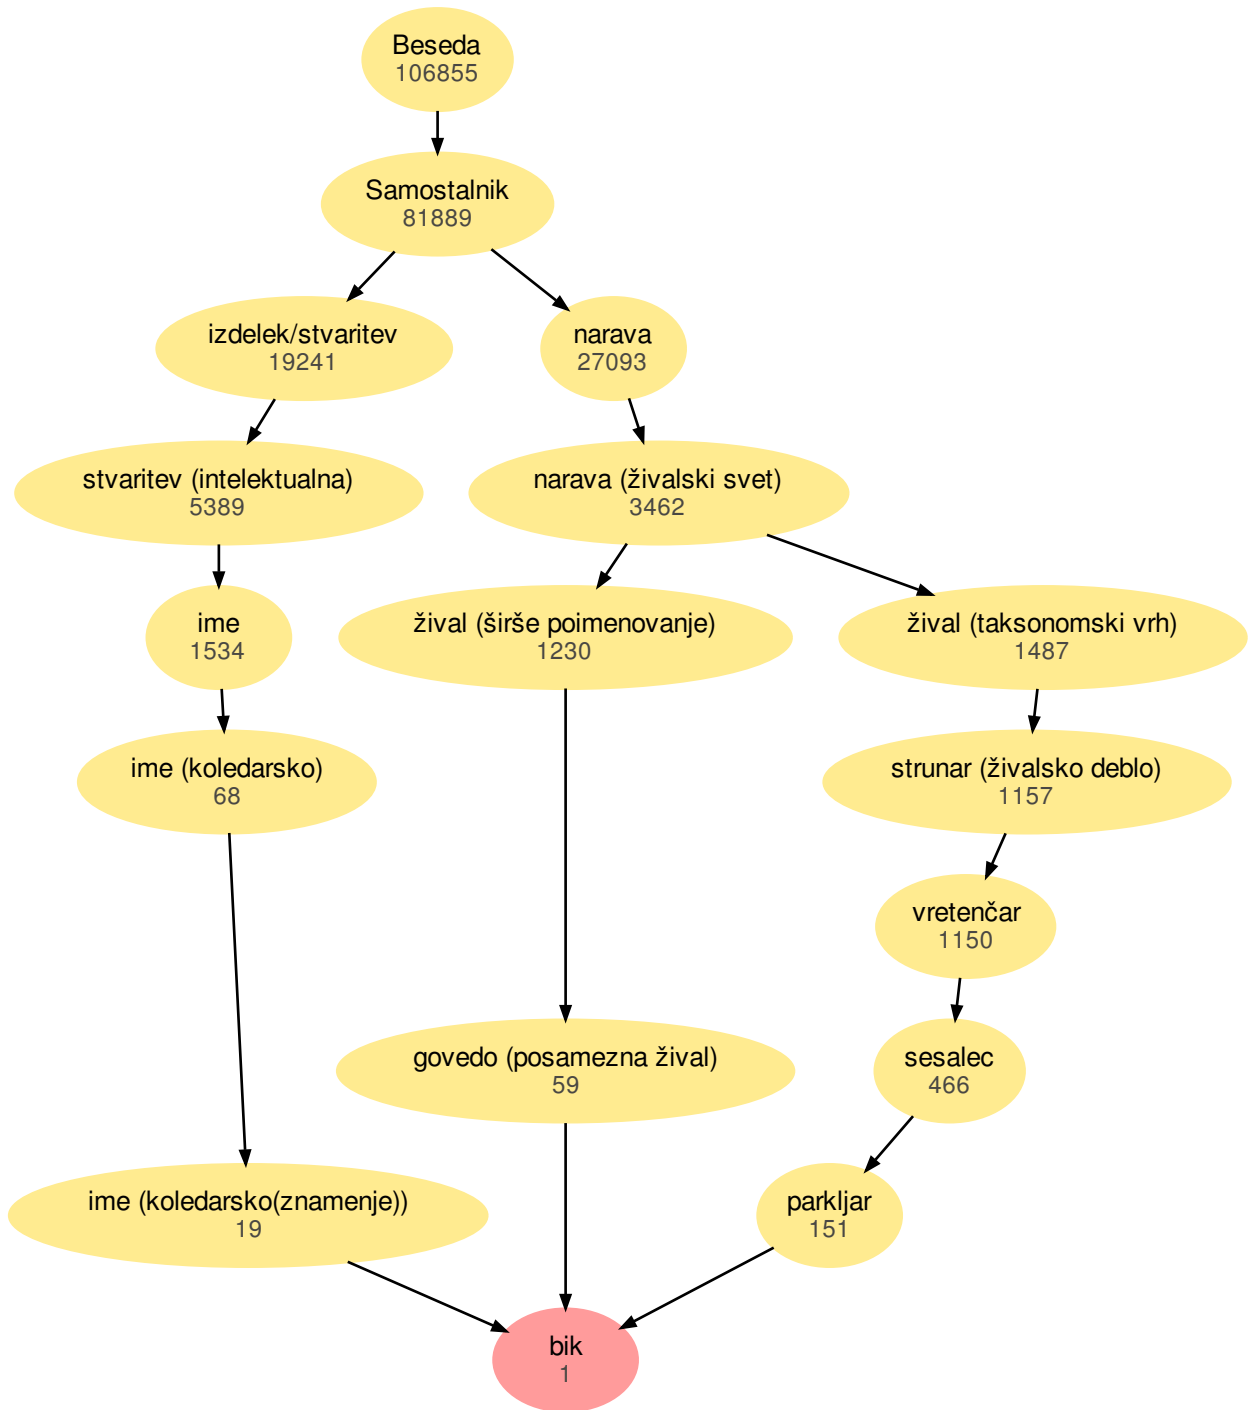 Beseda
106855
Samostalnik
81889
izdelek/stvaritev
19241
narava
27093
stvaritev (intelektualna)
5389
narava (živalski svet)
3462
ime
1534
žival (širše poimenovanje)
1230
žival (taksonomski vrh)
1487
ime (koledarsko)
68
strunar (živalsko deblo)
1157
vretenčar
1150
govedo (posamezna žival)
59
sesalec
466
ime (koledarsko(znamenje))
19
parkljar
151
bik
1